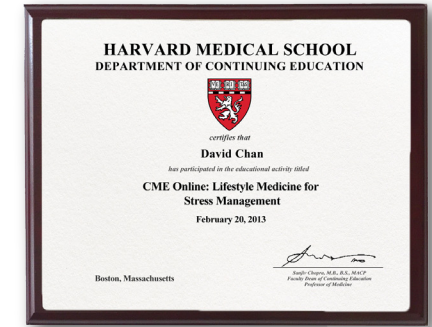 HARVARD MEDICAL SCHOOL
DEPARTMENT OF CONTINUING EDUCATION
certifies that
David Chan
has participated in the educational activity titled
CME Online: Lifestyle Medicine for
Stress Management
February 20, 2013
Boston, Massachusetts
Sanjiv Chopra, M.B., B.S., MACP
Faculty Dean of Continuing Education
Professor of Medicine